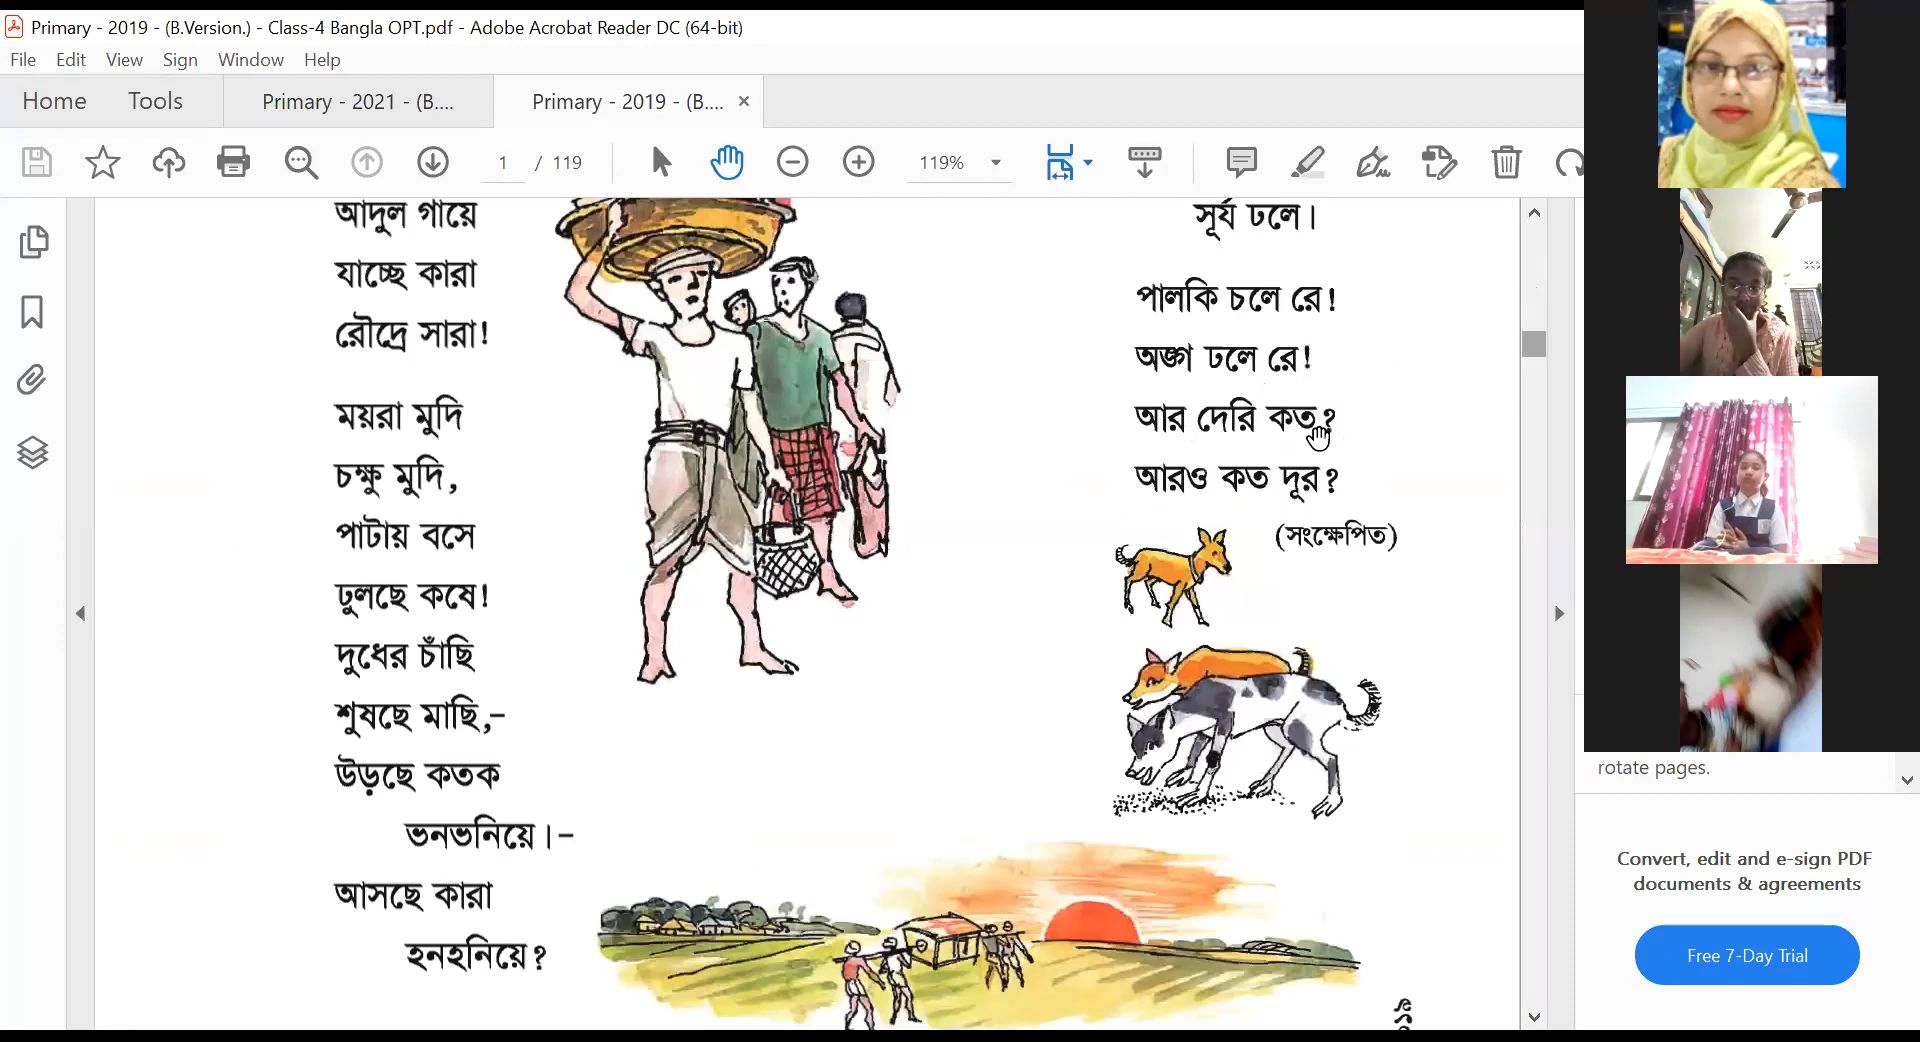 Primary - 2019 - (B.Version.) - Class-4 Bangla OPT.pdf - Adobe Acrobat Reader DC (64-bit)
File Edit View Sign Window Help
Home Tools Primary - 2021 - (B.... Primary - 2019 - (B.... ×
1 / 119 119%
আদুল গায়ে
যাচ্ছে কারা
রৌদ্রে সারা!
ময়রা মুদি
চক্ষু মুদি,
পাটায় বসে
ঢুলছে কষে!
দুধের চাঁছি
শুষছে মাছি,–
উড়ছে কতক
ভনভনিয়ে।–
আসছে কারা
হনহনিয়ে?
সূর্য ঢলে।
পালকি চলে রে!
অঙ্গ ঢলে রে!
আর দেরি কত?
আরও কত দূর?
(সংক্ষেপিত)
rotate pages.
Convert, edit and e-sign PDF
documents & agreements
Free 7-Day Trial